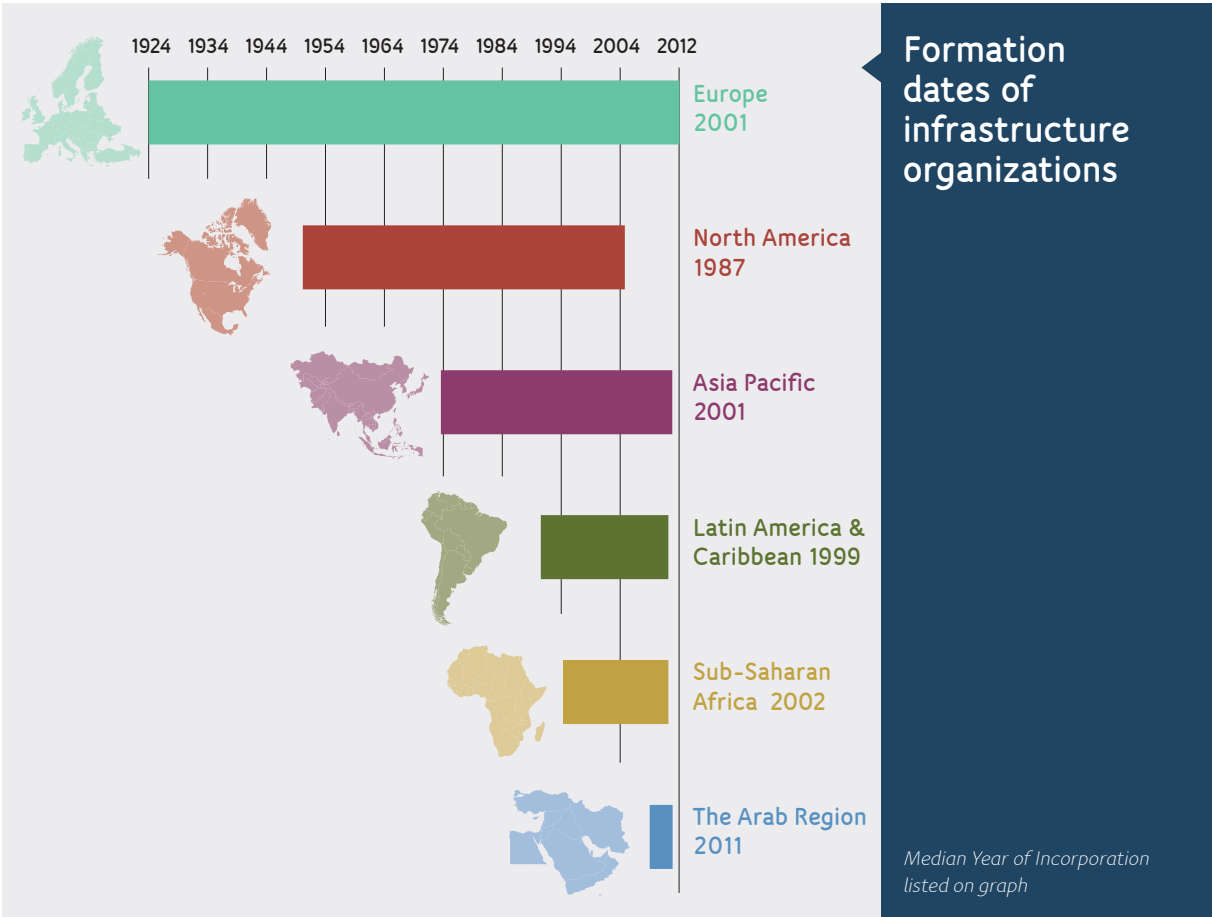 1924 1934 1944 1954 1964 1974 1984 1994 2004 2012
Europe
2001
North America
1987
Asia Pacific
2001
Latin America &
Caribbean 1999
Sub-Saharan
Africa 2002
The Arab Region
2011
Formation
dates of
infrastructure
organizations
Median Year of Incorporation
listed on graph